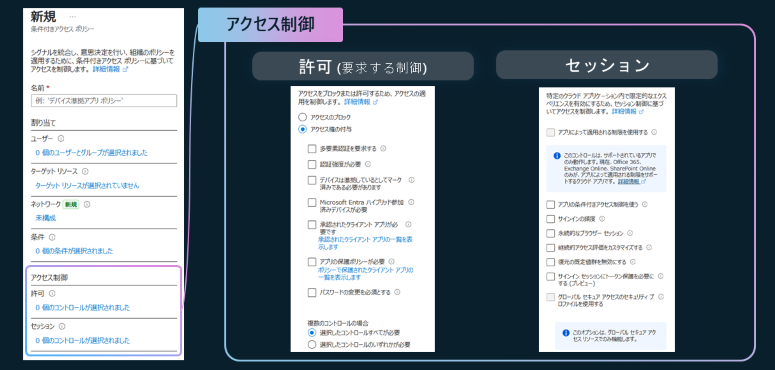 新規 …
条件付きアクセス ポリシー
シグナルを統合し、意思決定を行い、組織のポリシーを
適用するために、条件付きアクセス ポリシーに基づいて
アクセスを制御します。 詳細情報
名前 *
例: 'デバイス準拠アプリ ポリシー'
割り当て
ユーザー
0 個のユーザーとグループが選択されました
ターゲット リソース
ターゲット リソースが選択されていません
ネットワーク 新規
未構成
条件
0 個の条件が選択されました
アクセス制御
許可
0 個のコントロールが選択されました
セッション
0 個のコントロールが選択されました
アクセス制御
許可 (要求する制御)
アクセスをブロックまたは許可するため、アクセスの適
用を制御します。 詳細情報
アクセスのブロック
アクセス権の付与
多要素認証を要求する
認証強度が必要
デバイスは準拠しているとしてマーク
済みである必要があります
Microsoft Entra ハイブリッド参加
済みデバイスが必要
承認されたクライアント アプリが必
要です
承認されたクライアント アプリの一覧を表
示します
アプリの保護ポリシーが必要
ポリシーで保護されたクライアント アプリの
一覧を表示します
パスワードの変更を必須とする
複数のコントロールの場合
選択したコントロールすべてが必要
選択したコントロールのいずれかが必要
セッション
特定のクラウド アプリケーション内で限定的なエクス
ペリエンスを有効にするため、セッション制御に基づ
いてアクセスを制御します。 詳細情報
アプリによって適用される制限を使用する
このコントロールは、サポートされているアプリで
のみ動作します。現在、Office 365、
Exchange Online、SharePoint Online
のみが、アプリによって適用される制限をサポー
トするクラウド アプリです。詳細情報
アプリの条件付きアクセス制御を使う
サインインの頻度
永続的なブラウザー セッション
継続的アクセス評価をカスタマイズする
復元の既定値群を無効にする
サインイン セッションにトークン保護を必要に
する (プレビュー)
グローバル セキュア アクセスのセキュリティ プ
ロファイルを使用する
このオプションは、グローバル セキュア アク
セス リソースでのみ機能します。